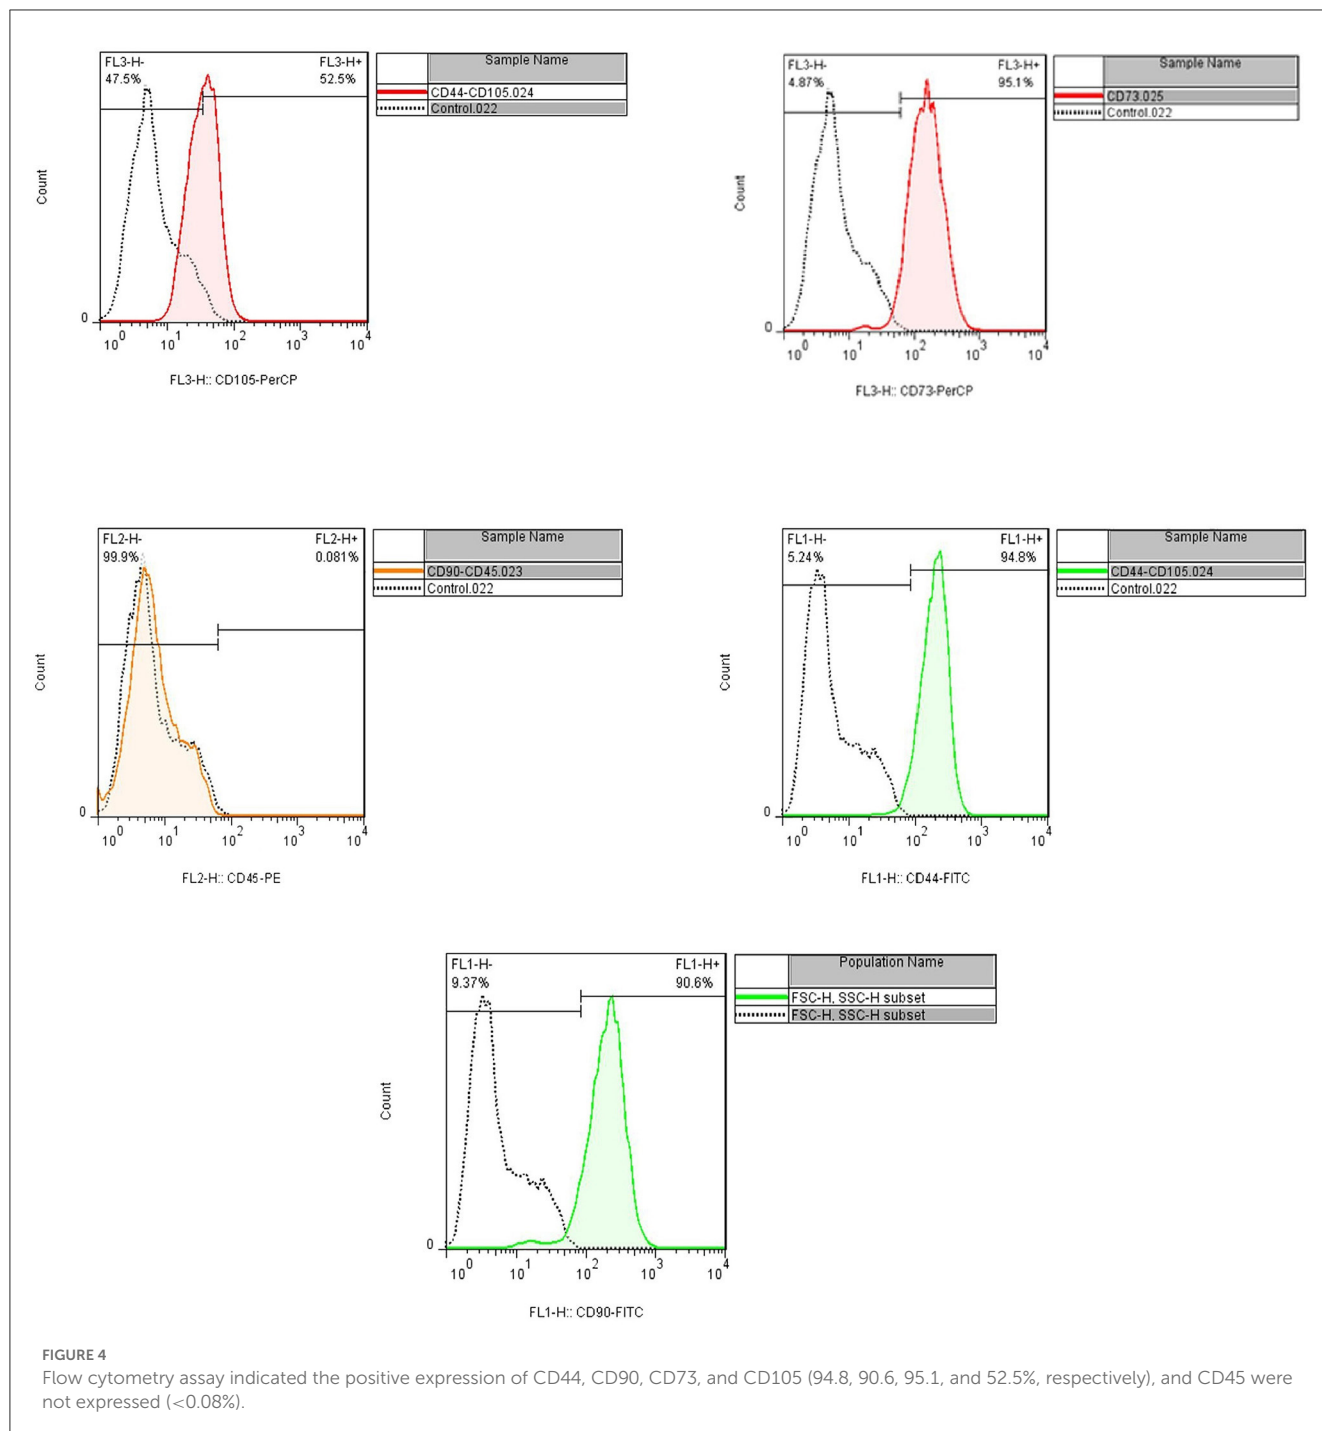 FL3-H-
47.5%
FL3-H+
52.5%
Sample Name
CD44-CD105.024
Control.022
Count
0
10^0 10^1 10^2 10^3 10^4
FL3-H:: CD105-PerCP
FL3-H-
4.87%
FL3-H+
95.1%
Sample Name
CD73.025
Control.022
Count
0
10^0 10^1 10^2 10^3 10^4
FL3-H:: CD73-PerCP
FL2-H-
99.9%
FL2-H+
0.081%
Sample Name
CD90-CD45.023
Control.022
Count
0
10^0 10^1 10^2 10^3 10^4
FL2-H:: CD45-PE
FL1-H-
5.24%
FL1-H+
94.8%
Sample Name
CD44-CD105.024
Control.022
Count
0
10^0 10^1 10^2 10^3 10^4
FL1-H:: CD44-FITC
FL1-H-
9.37%
FL1-H+
90.6%
Population Name
FSC-H, SSC-H subset
FSC-H, SSC-H subset
Count
0
10^0 10^1 10^2 10^3 10^4
FL1-H:: CD90-FITC
FIGURE 4
Flow cytometry assay indicated the positive expression of CD44, CD90, CD73, and CD105 (94.8, 90.6, 95.1, and 52.5%, respectively), and CD45 were
not expressed (<0.08%).